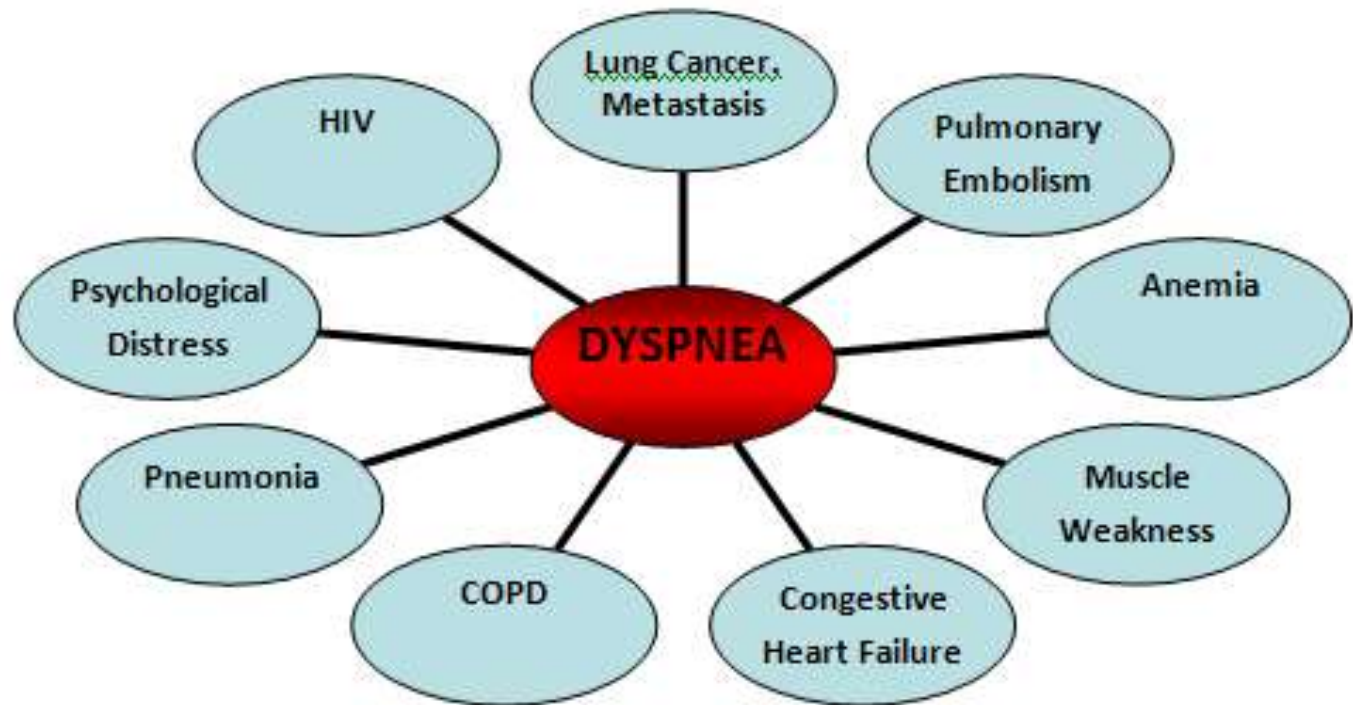 Lung Cancer,
Metastasis
HIV
Pulmonary
Embolism
Psychological
Distress
Anemia
DYSPNEA
Pneumonia
Muscle
Weakness
COPD
Congestive
Heart Failure